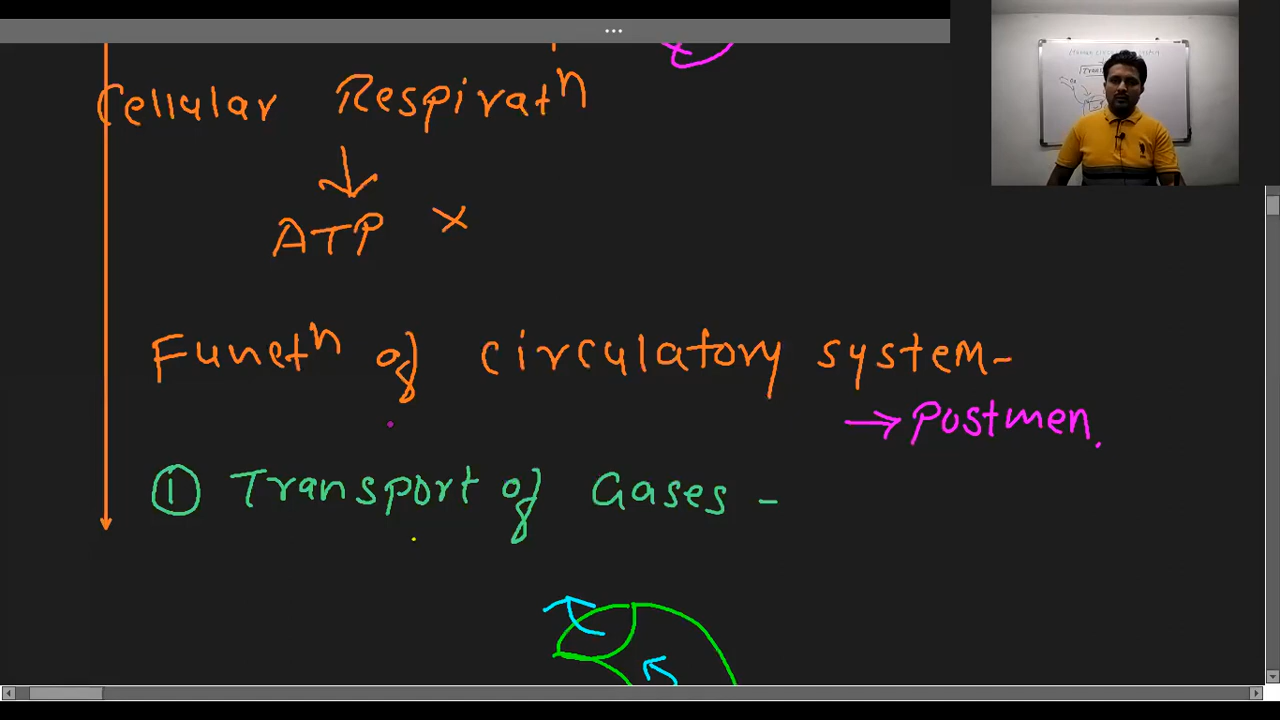 Cellular Respiratn
ATP x
Functn of circulatory system-
→ Postmen.
① Transport of Gases -